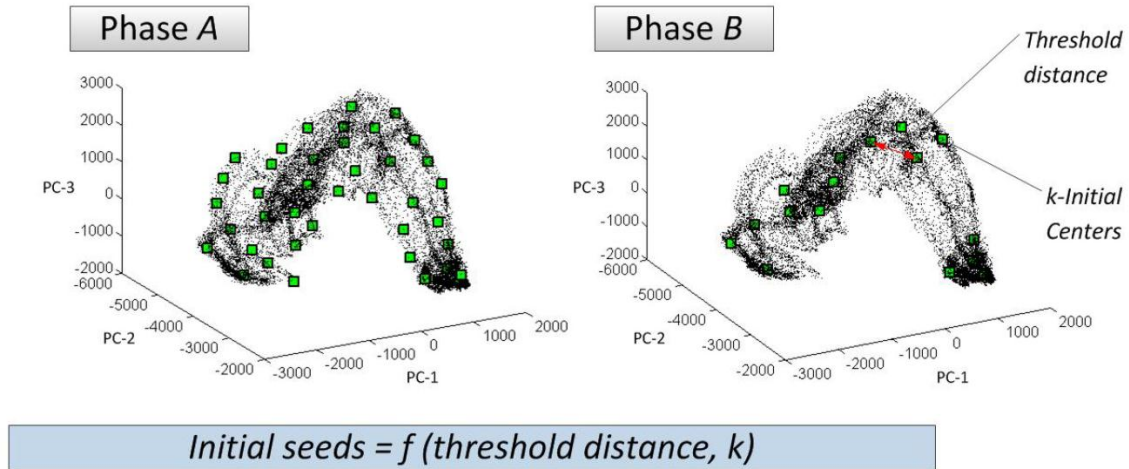 Phase A
Phase B
Threshold
distance
k-Initial
Centers
3000
2000
1000
0
-1000
-2000
PC-3
-6000
-5000
-4000
-3000
-2000
PC-2
-3000
-2000
-1000
0
1000
2000
PC-1
3000
2000
1000
0
-1000
-2000
PC-3
-6000
-5000
-4000
-3000
-2000
PC-2
-3000
-2000
-1000
0
1000
2000
PC-1
Initial seeds = f (threshold distance, k)